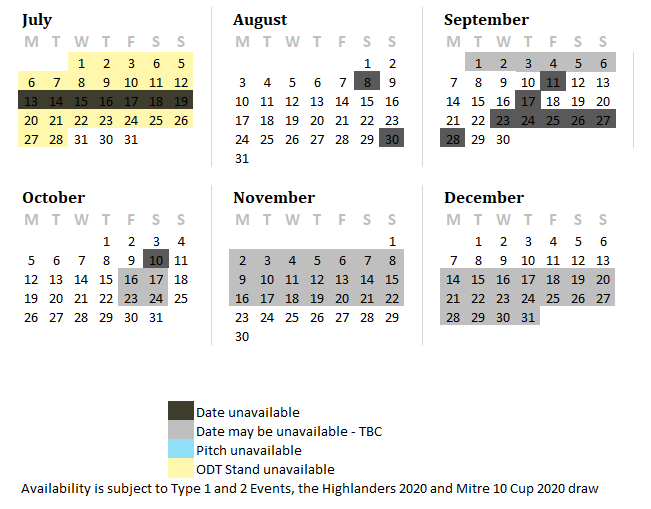 July
M T W T F S S
1 2 3 6 5
6 7 8 9 10 11 12
13 14 15 16 17 18 19
20 21 22 23 24 25 26
27 28 29 30 31
August
M T W T F S S
1 2
3 4 5 6 7 8 9
10 11 12 13 14 15 16
17 18 19 20 21 22 23
24 25 26 27 28 29 30
31
September
M T W T F S S
1 2 3 4 5 6
7 8 9 10 11 12 13
14 15 16 17 18 19 20
21 22 23 24 25 26 27
28 29 30
October
M T W T F S S
1 2 3 4
5 6 7 8 9 10 11
12 13 14 15 16 17 18
19 20 21 22 23 24 25
26 27 28 29 30 31
November
M T W T F S S
1
2 3 4 5 6 7 8
9 10 11 12 13 14 15
16 17 18 19 20 21 22
23 24 25 26 27 28 29
30
December
M T W T F S S
1 2 3 4 5 6
7 8 9 10 11 12 13
14 15 16 17 18 19 20
21 22 23 24 25 26 27
28 29 30 31
Date unavailable
Date may be unavailable - TBC
Pitch unavailable
ODT Stand unavailable
Availability is subject to Type 1 and 2 Events, the Highlanders 2020 and Mitre 10 Cup 2020 draw